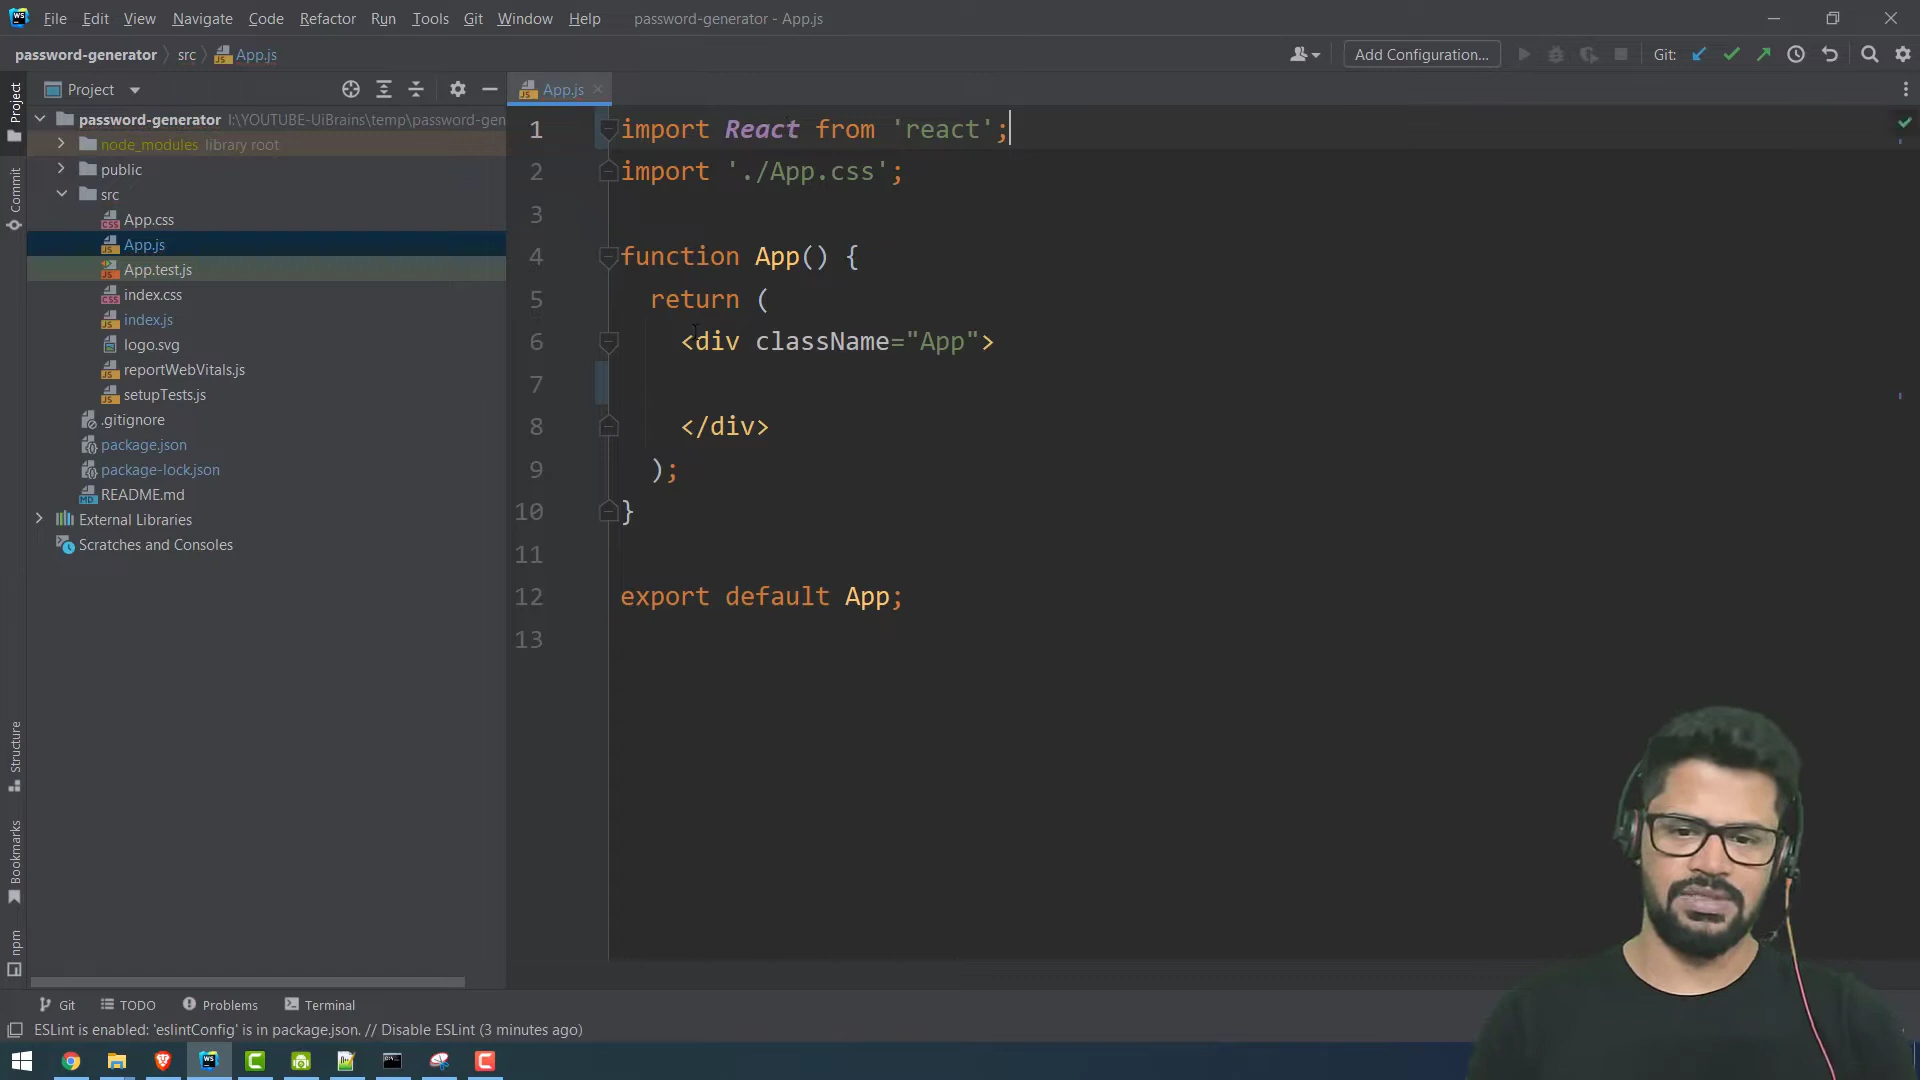 File Edit View Navigate Code Refactor Run Tools Git Window Help password-generator - App.js
password-generator src App.js Add Configuration... Git:
Project App.js
password-generator I:\YOUTUBE-UiBrains\temp\password-gen
node_modules library root
public
src
App.css
App.js
App.test.js
index.css
index.js
logo.svg
reportWebVitals.js
setupTests.js
.gitignore
package.json
package-lock.json
README.md
External Libraries
Scratches and Consoles
Project
Commit
Structure
Bookmarks
npm
1 import React from 'react';
2 import './App.css';
3
4 function App() {
5 return (
6 <div className="App">
7
8 </div>
9 );
10 }
11
12 export default App;
13
Git TODO Problems Terminal
ESLint is enabled: 'eslintConfig' is in package.json. // Disable ESLint (3 minutes ago)